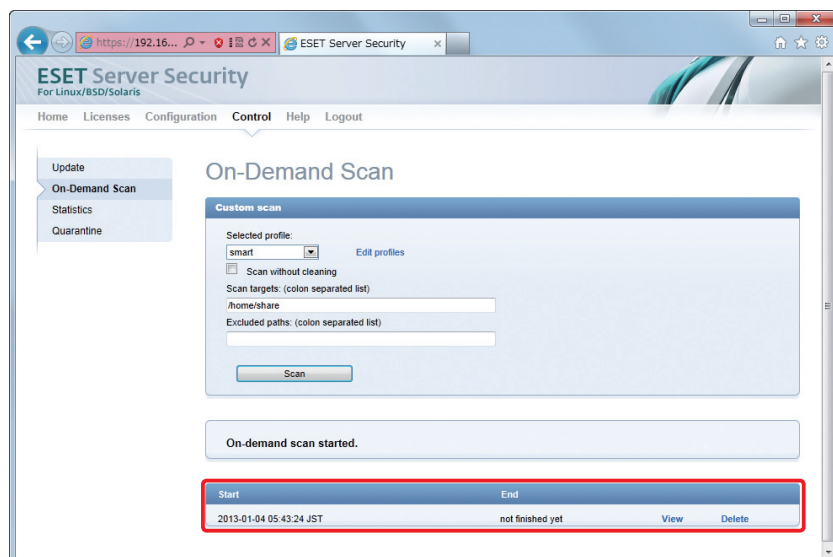 https://192.16...
ESET Server Security
ESET Server Security
For Linux/BSD/Solaris
Home Licenses Configuration Control Help Logout
Update
On-Demand Scan
Statistics
Quarantine
On-Demand Scan
Custom scan
Selected profile:
smart Edit profiles
Scan without cleaning
Scan targets: (colon separated list)
/home/share
Excluded paths: (colon separated list)
Scan
On-demand scan started.
Start End
2013-01-04 05:43:24 JST not finished yet View Delete